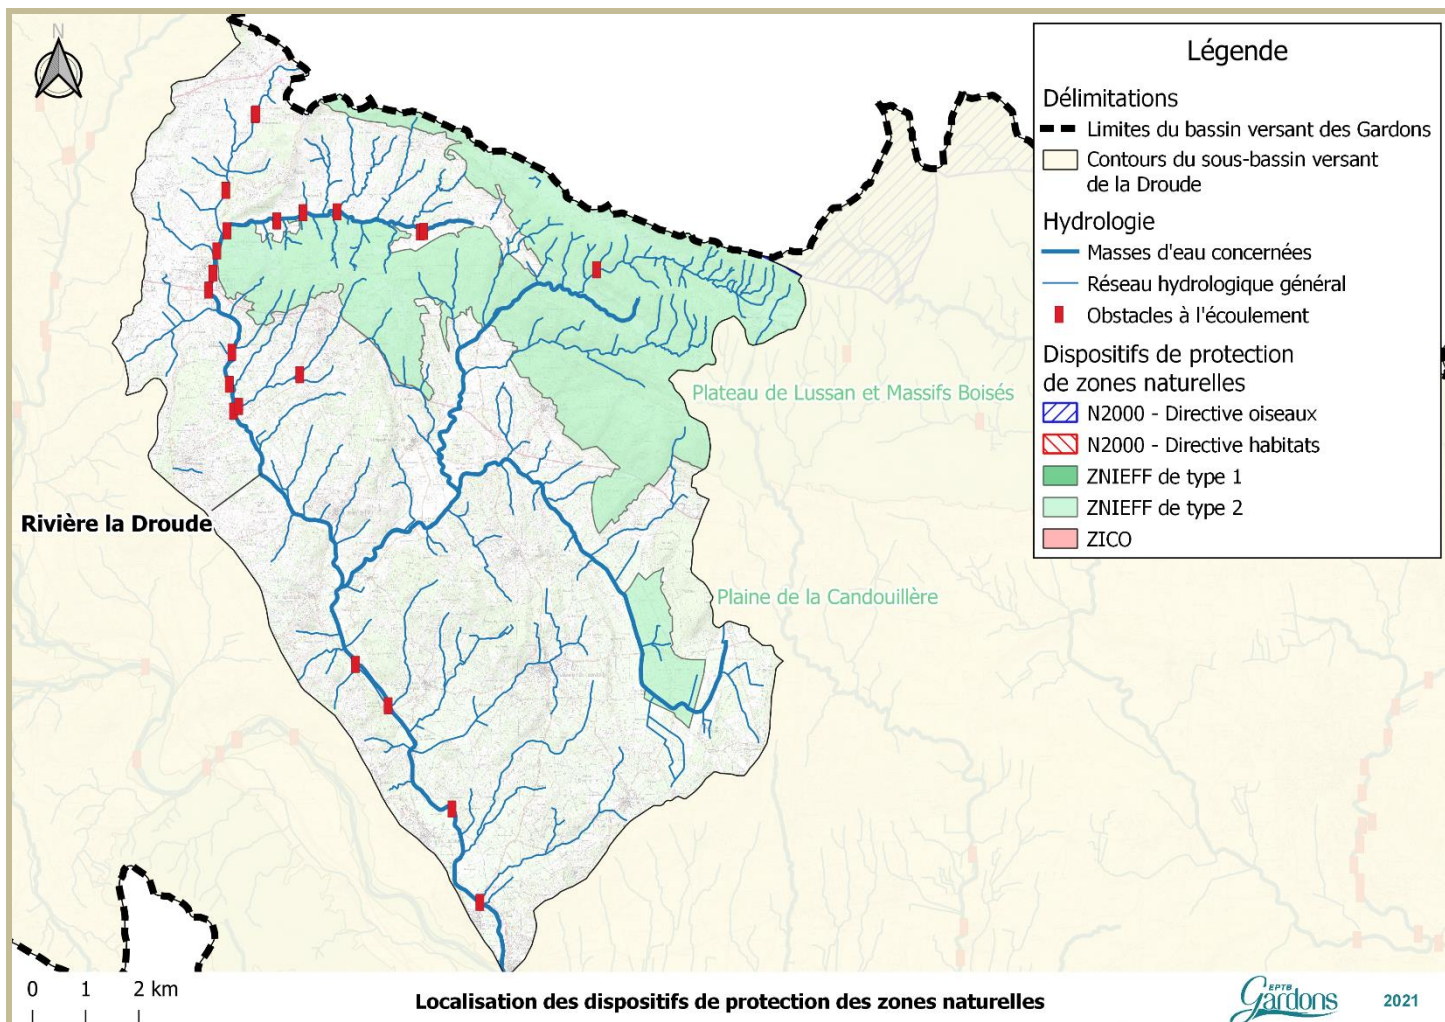 N
Légende
Délimitations
Limites du bassin versant des Gardons
Contours du sous-bassin versant
de la Droude
Hydrologie
Masses d'eau concernées
Réseau hydrologique général
Obstacles à l'écoulement
Dispositifs de protection
de zones naturelles
N2000 - Directive oiseaux
N2000 - Directive habitats
ZNIEFF de type 1
ZNIEFF de type 2
ZICO
Plateau de Lussan et Massifs Boisés
Rivière la Droude
Plaine de la Candouillère
0 1 2 km
Localisation des dispositifs de protection des zones naturelles
EPTB
Gardons
2021